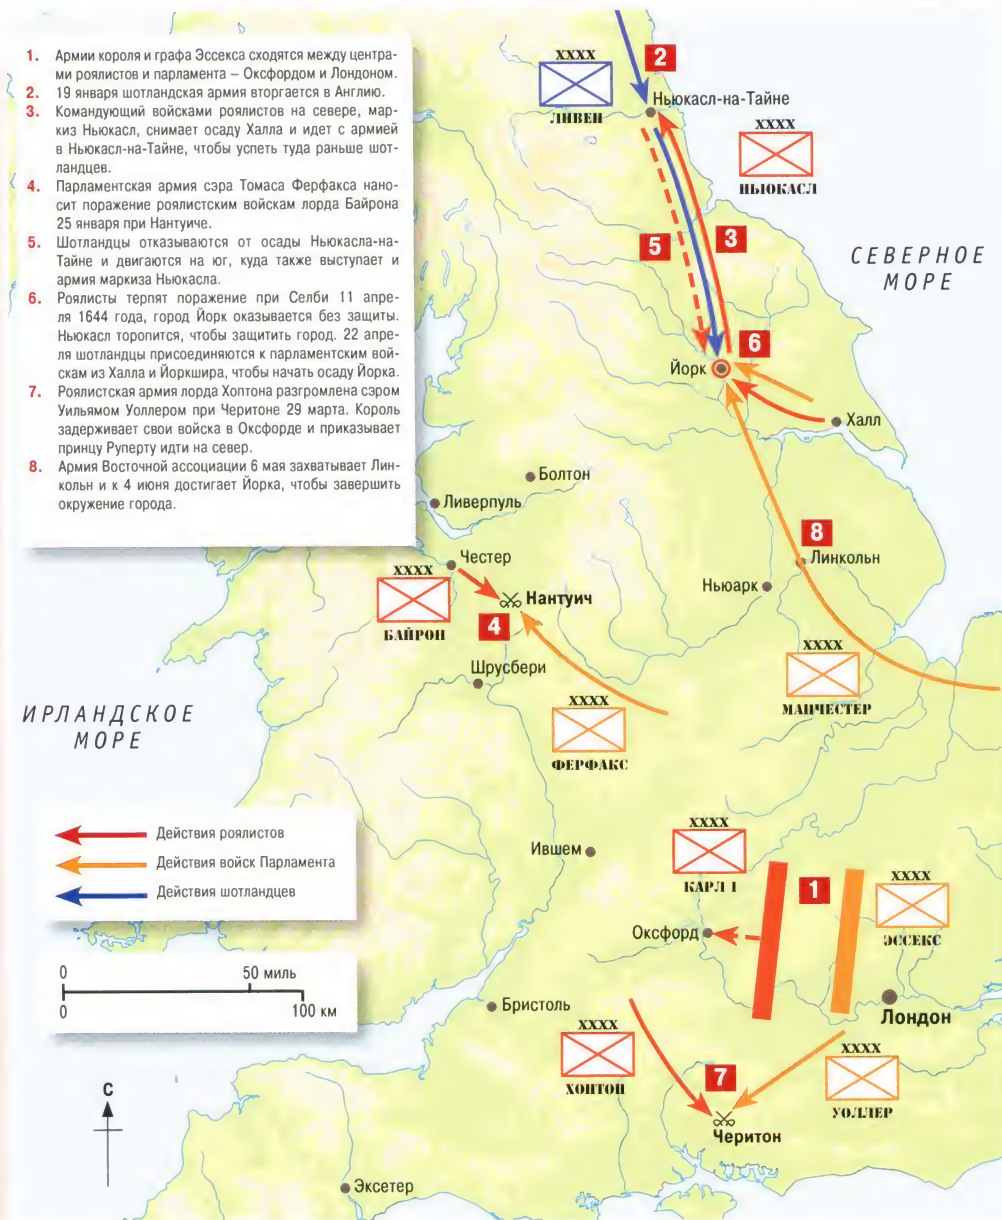 1. Армии короля и графа Эссекса сходятся между центра-
ми роялистов и парламента – Оксфордом и Лондоном.
2. 19 января шотландская армия вторгается в Англию.
3. Командующий войсками роялистов на севере, мар-
киз Ньюкасл, снимает осаду Халла и идет с армией
в Ньюкасл-на-Тайне, чтобы успеть туда раньше шот-
ландцев.
4. Парламентская армия сэра Томаса Ферфакса нано-
сит поражение роялистским войскам лорда Байрона
25 января при Нантуиче.
5. Шотландцы отказываются от осады Ньюкасла-на-
Тайне и двигаются на юг, куда также выступает и
армия маркиза Ньюкасла.
6. Роялисты терпят поражение при Селби 11 апре-
ля 1644 года, город Йорк оказывается без защиты.
Ньюкасл торопится, чтобы защитить город. 22 апре-
ля шотландцы присоединяются к парламентским вой-
скам из Халла и Йоркшира, чтобы начать осаду Йорка.
7. Роялистская армия лорда Хоптона разгромлена сэром
Уильямом Уоллером при Черитоне 29 марта. Король
задерживает свои войска в Оксфорде и приказывает
принцу Руперту идти на север.
8. Армия Восточной ассоциации 6 мая захватывает Лин-
кольн и к 4 июня достигает Йорка, чтобы завершить
окружение города.
XXXX
ЛИВЕН
2
Ньюкасл-на-Тайне
XXXX
НЬЮКАСЛ
5
3
СЕВЕРНОЕ
МОРЕ
6
Йорк
Халл
Болтон
Ливерпуль
8
Линкольн
Честер
XXXX
БАЙРОН
Нантуич
Ньюарк
4
XXXX
МАНЧЕСТЕР
Шрусбери
XXXX
ФЕРФАКС
ИРЛАНДСКОЕ
МОРЕ
Действия роялистов
Действия войск Парламента
Действия шотландцев
Ившем
XXXX
КАРЛ I
1
XXXX
ЭССЕКС
Оксфорд
0 50 миль
0 100 км
Бристоль
Лондон
XXXX
ХОПТОН
7
XXXX
УОЛЛЕР
С
Черитон
Эксетер